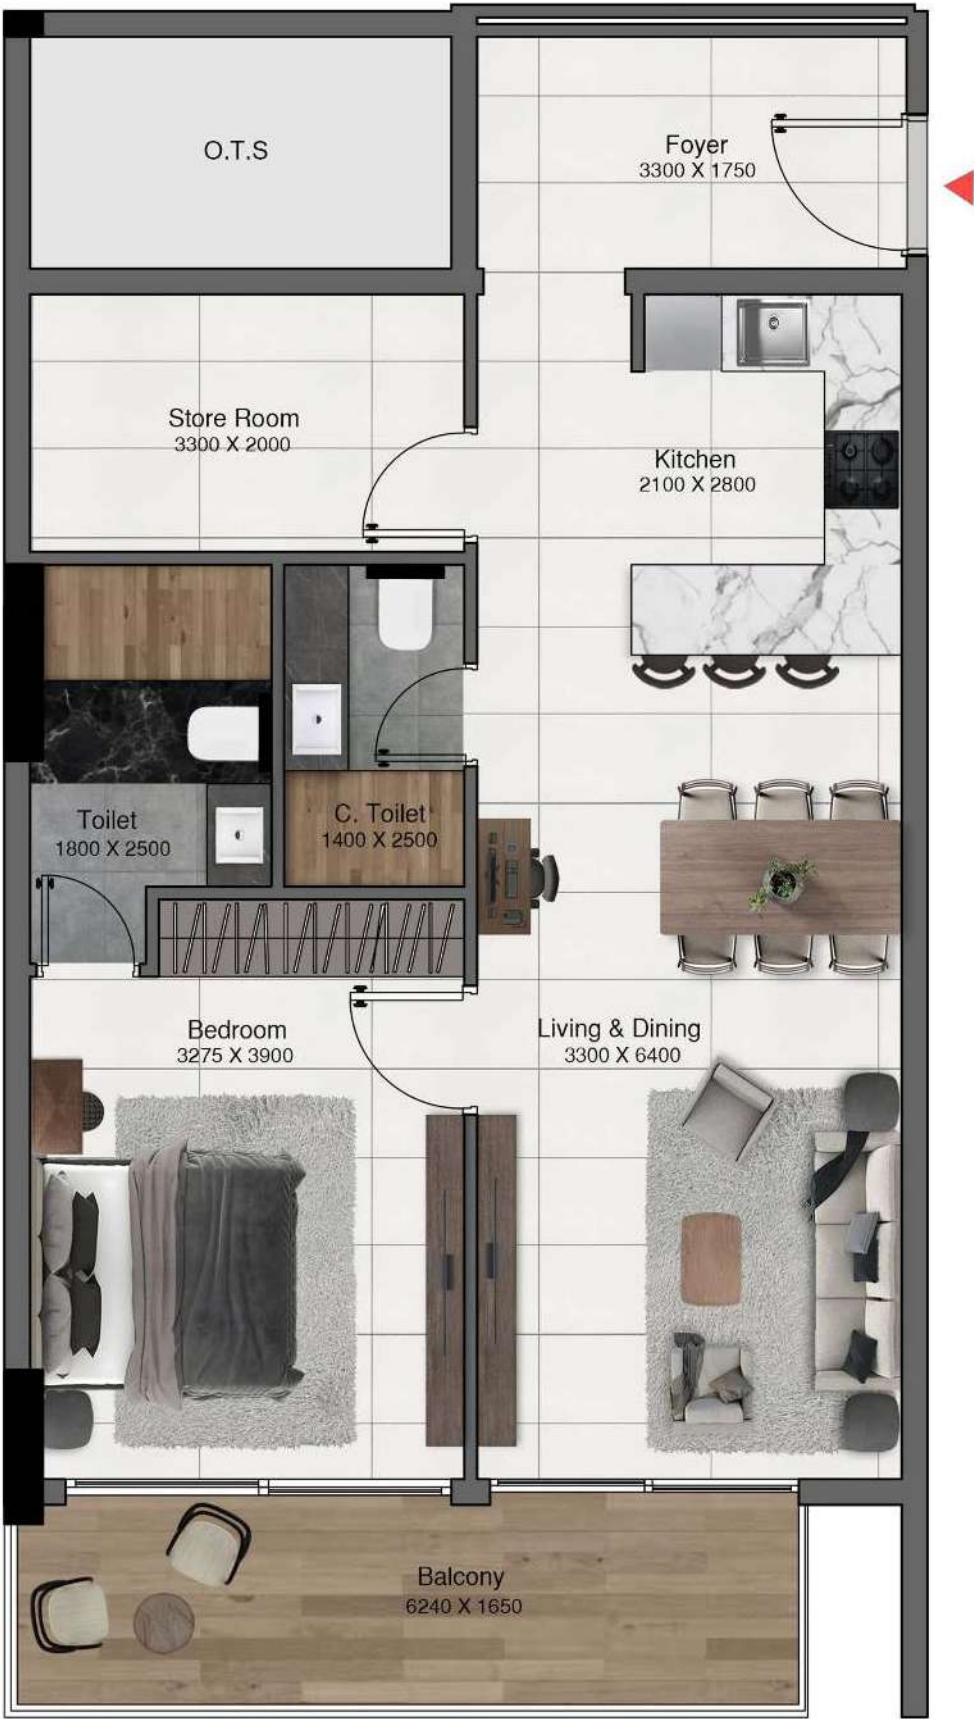 O.T.S
Foyer
3300 X 1750
Store Room
3300 X 2000
Kitchen
2100 X 2800
Toilet
1800 X 2500
C. Toilet
1400 X 2500
Bedroom
3275 X 3900
Living & Dining
3300 X 6400
Balcony
6240 X 1650